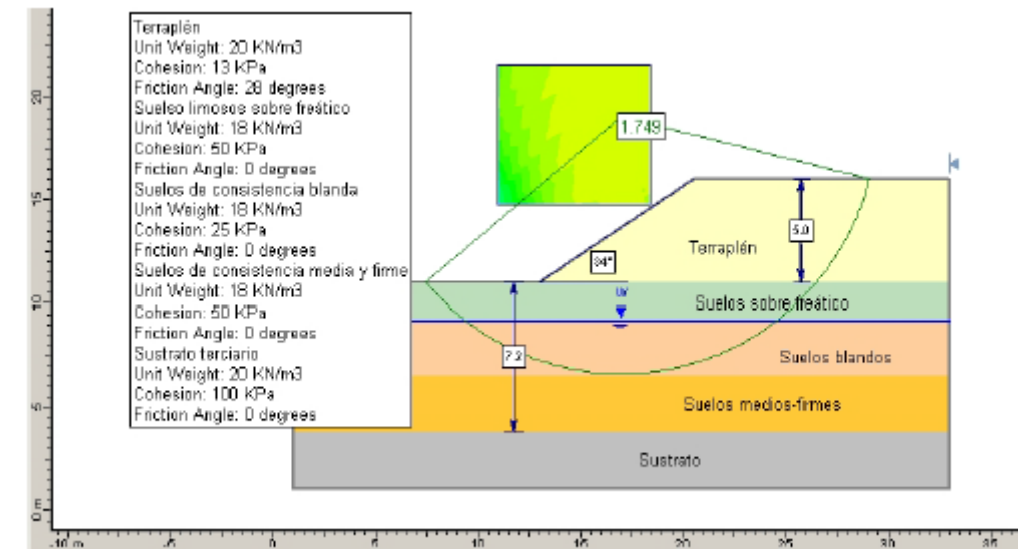 Terraplén
Unit Weight: 20 KN/m3
Cohesion: 13 KPa
Friction Angle: 28 degrees
Suelso limosos sobre freático
Unit Weight: 18 KN/m3
Cohesion: 50 KPa
Friction Angle: 0 degrees
Suelos de consistencia blanda
Unit Weight: 18 KN/m3
Cohesion: 25 KPa
Friction Angle: 0 degrees
Suelos de consistencia media y firme
Unit Weight: 18 KN/m3
Cohesion: 50 KPa
Friction Angle: 0 degrees
Sustrato terciario
Unit Weight: 20 KN/m3
Cohesion: 100 KPa
Friction Angle: 0 degrees
1.749
5.0
34°
Terraplén
W
Suelos sobre freático
7.2
Suelos blandos
Suelos medios-firmes
Sustrato
20
15
10
5
0 m
-10 m
-5
0
5
10
15
20
25
30
35